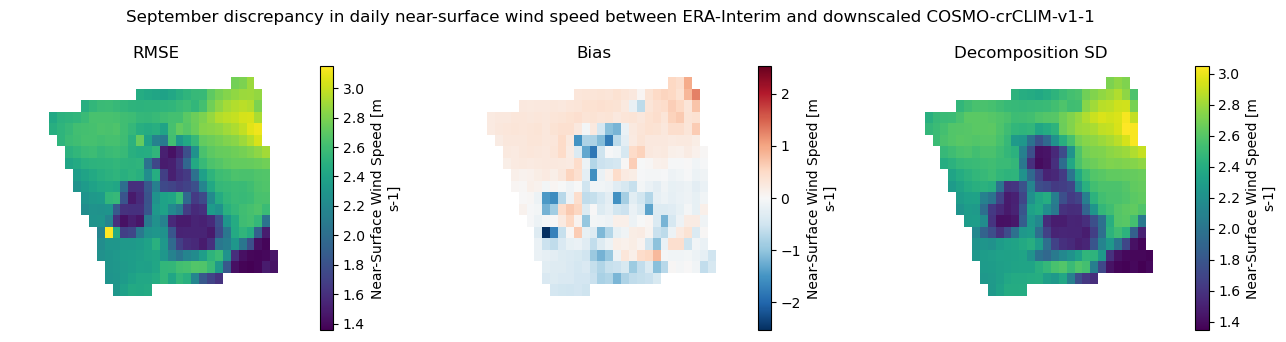 September discrepancy in daily near-surface wind speed between ERA-Interim and downscaled COSMO-crCLIM-v1-1
RMSE
3.0
2.8
2.6
2.4
2.2
2.0
1.8
1.6
1.4
Near-Surface Wind Speed [m
s-1]
Bias
2
1
0
−1
−2
Near-Surface Wind Speed [m
s-1]
Decomposition SD
3.0
2.8
2.6
2.4
2.2
2.0
1.8
1.6
1.4
Near-Surface Wind Speed [m
s-1]